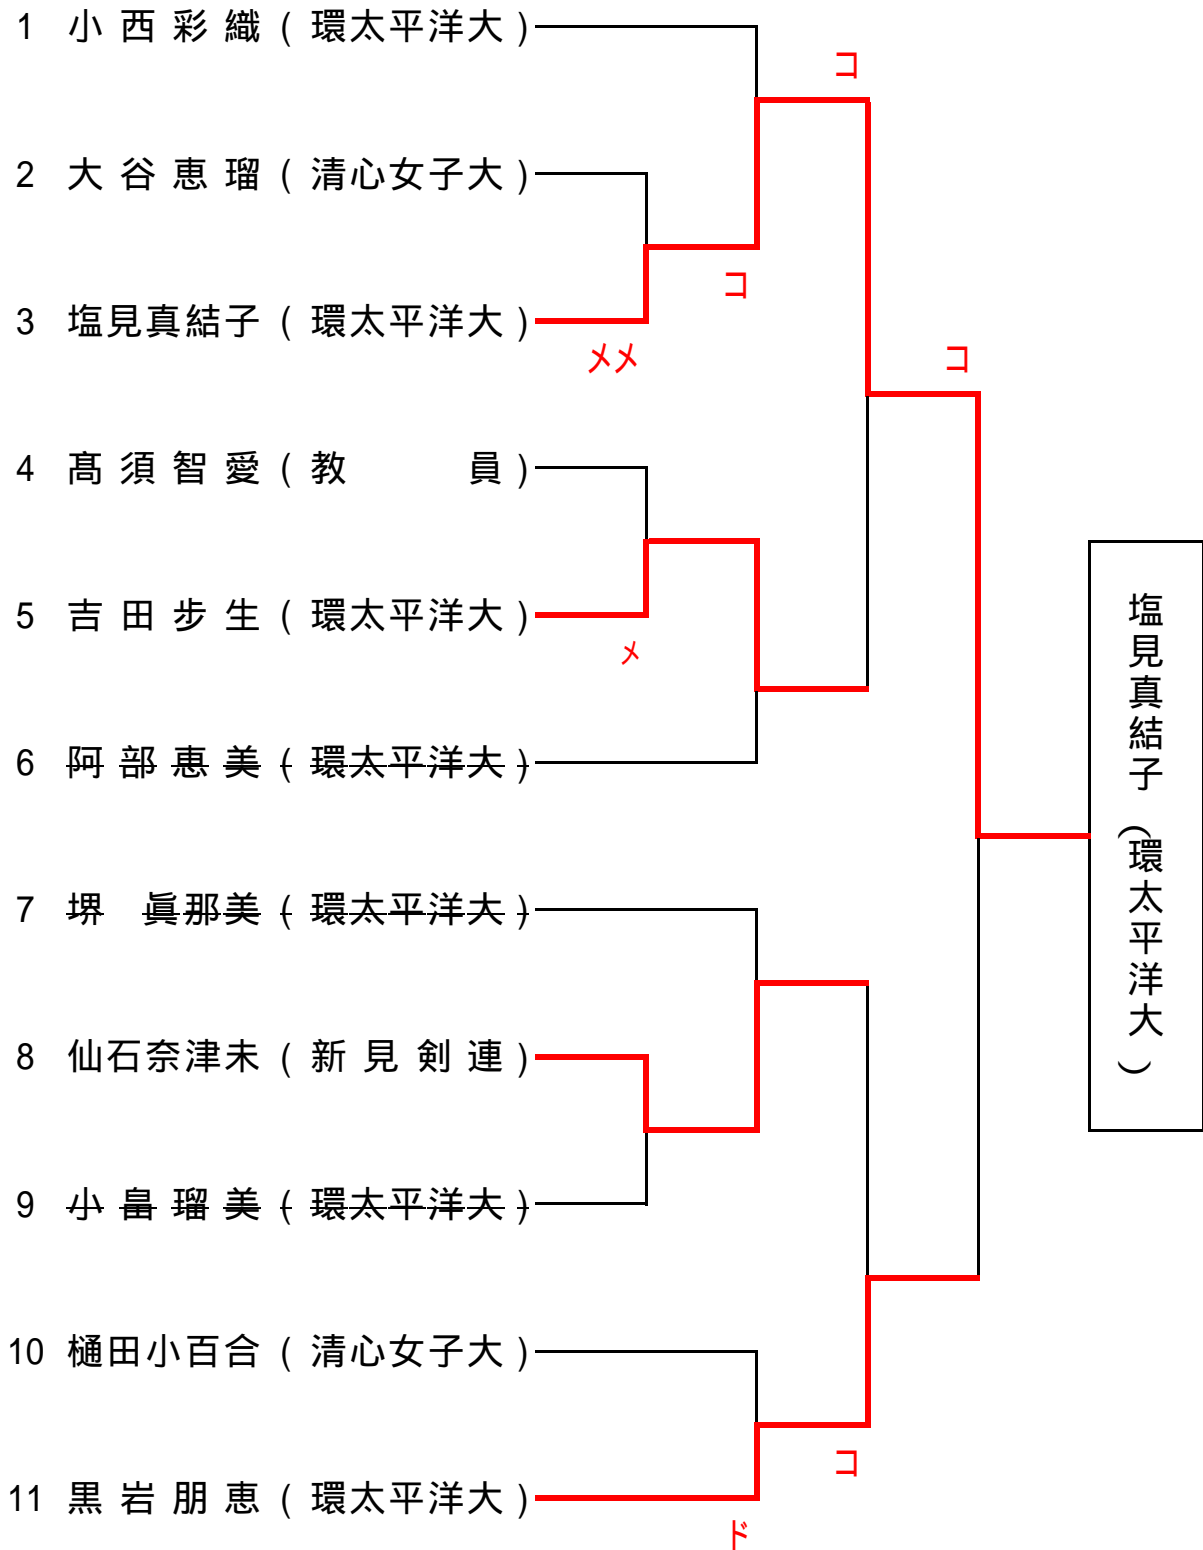 1 小西彩織(環太平洋大)
コ
2 大谷恵瑠(清心女子大)
コ
3 塩見真結子(環太平洋大)
メメ
コ
4 髙須智愛(教員)
5 吉田歩生(環太平洋大)
メ
6 阿部恵美(環太平洋大)
塩見真結子(環太平洋大)
7 堺 眞那美(環太平洋大)
8 仙石奈津未(新見剣連)
9 小畠瑠美(環太平洋大)
10 樋田小百合(清心女子大)
コ
11 黒岩朋恵(環太平洋大)
ド